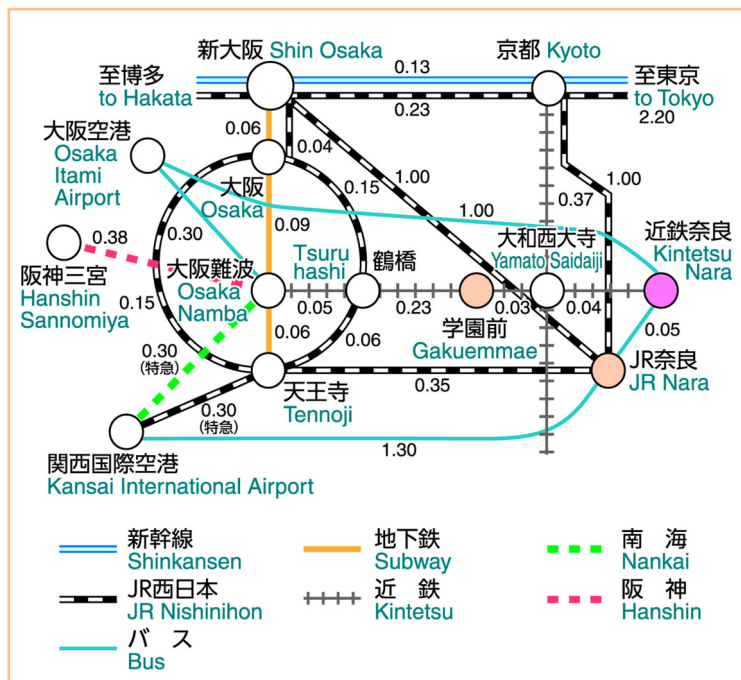 新大阪 Shin Osaka
京都 Kyoto
0.13
至博多
to Hakata
至東京
to Tokyo
0.23
2.20
大阪空港
Osaka
Itami
Airport
0.06
0.04
大阪
Osaka
0.15
1.00
0.37
1.00
0.30
0.09
1.00
0.38
阪神三宮
Hanshin
Sannomiya
大阪難波
Osaka
Namba
Tsuru
hashi
鶴橋
大和西大寺
Yamato Saidaiji
近鉄奈良
Kintetsu
Nara
0.15
0.05
0.23
0.03
0.04
0.05
学園前
Gakuemmae
0.06
0.06
0.30
(特急)
天王寺
Tennoji
0.35
JR奈良
JR Nara
0.30
(特急)
関西国際空港
Kansai International Airport
1.30
新幹線
Shinkansen
地下鉄
Subway
南 海
Nankai
JR西日本
JR Nishinihon
近 鉄
Kintetsu
阪 神
Hanshin
バ ス
Bus